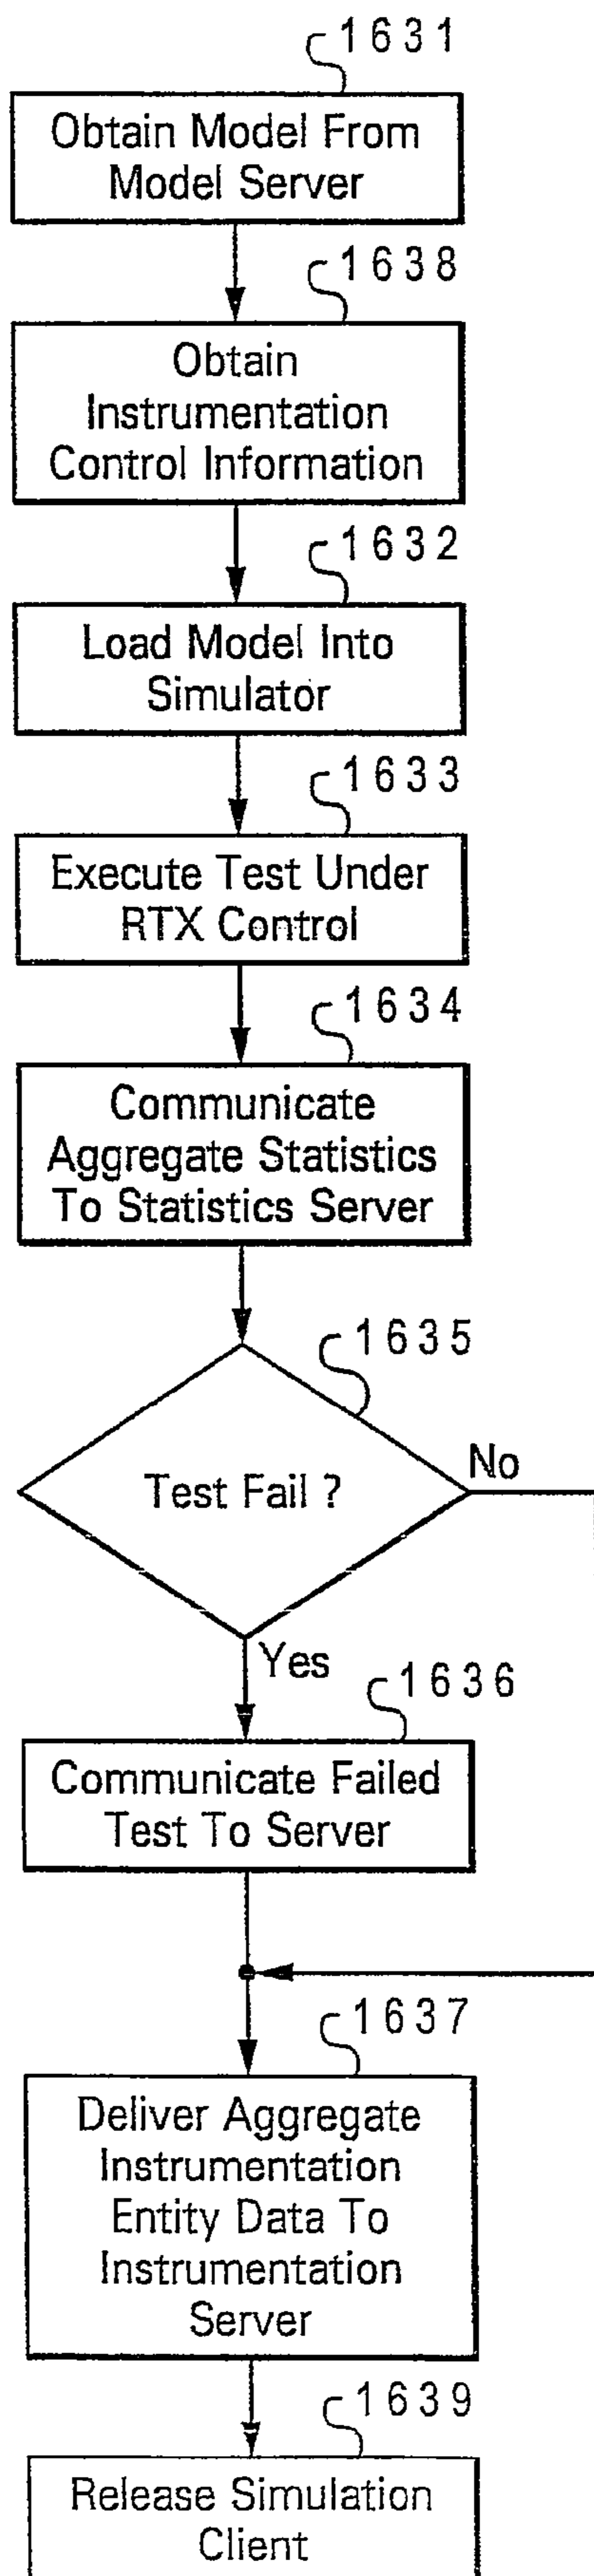 1631
Obtain Model From
Model Server
1638
Obtain
Instrumentation
Control Information
1632
Load Model Into
Simulator
1633
Execute Test Under
RTX Control
1634
Communicate
Aggregate Statistics
To Statistics Server
1635
Test Fail ?
No
Yes
1636
Communicate Failed
Test To Server
1637
Deliver Aggregate
Instrumentation
Entity Data To
Instrumentation
Server
1639
Release Simulation
Client